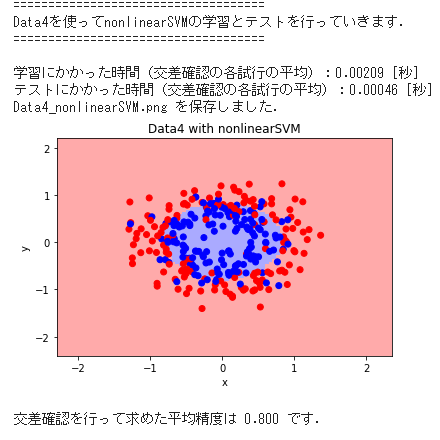 ====================================
Data4を使ってnonlinearSVMの学習とテストを行っていきます．
====================================
学習にかかった時間（交差確認の各試行の平均）：0.00209 [秒]
テストにかかった時間（交差確認の各試行の平均）：0.00046 [秒]
Data4_nonlinearSVM.png を保存しました．
Data4 with nonlinearSVM
2
1
0
−1
−2
y
−2 −1 0 1 2
x
交差確認を行って求めた平均精度は 0.800 です．